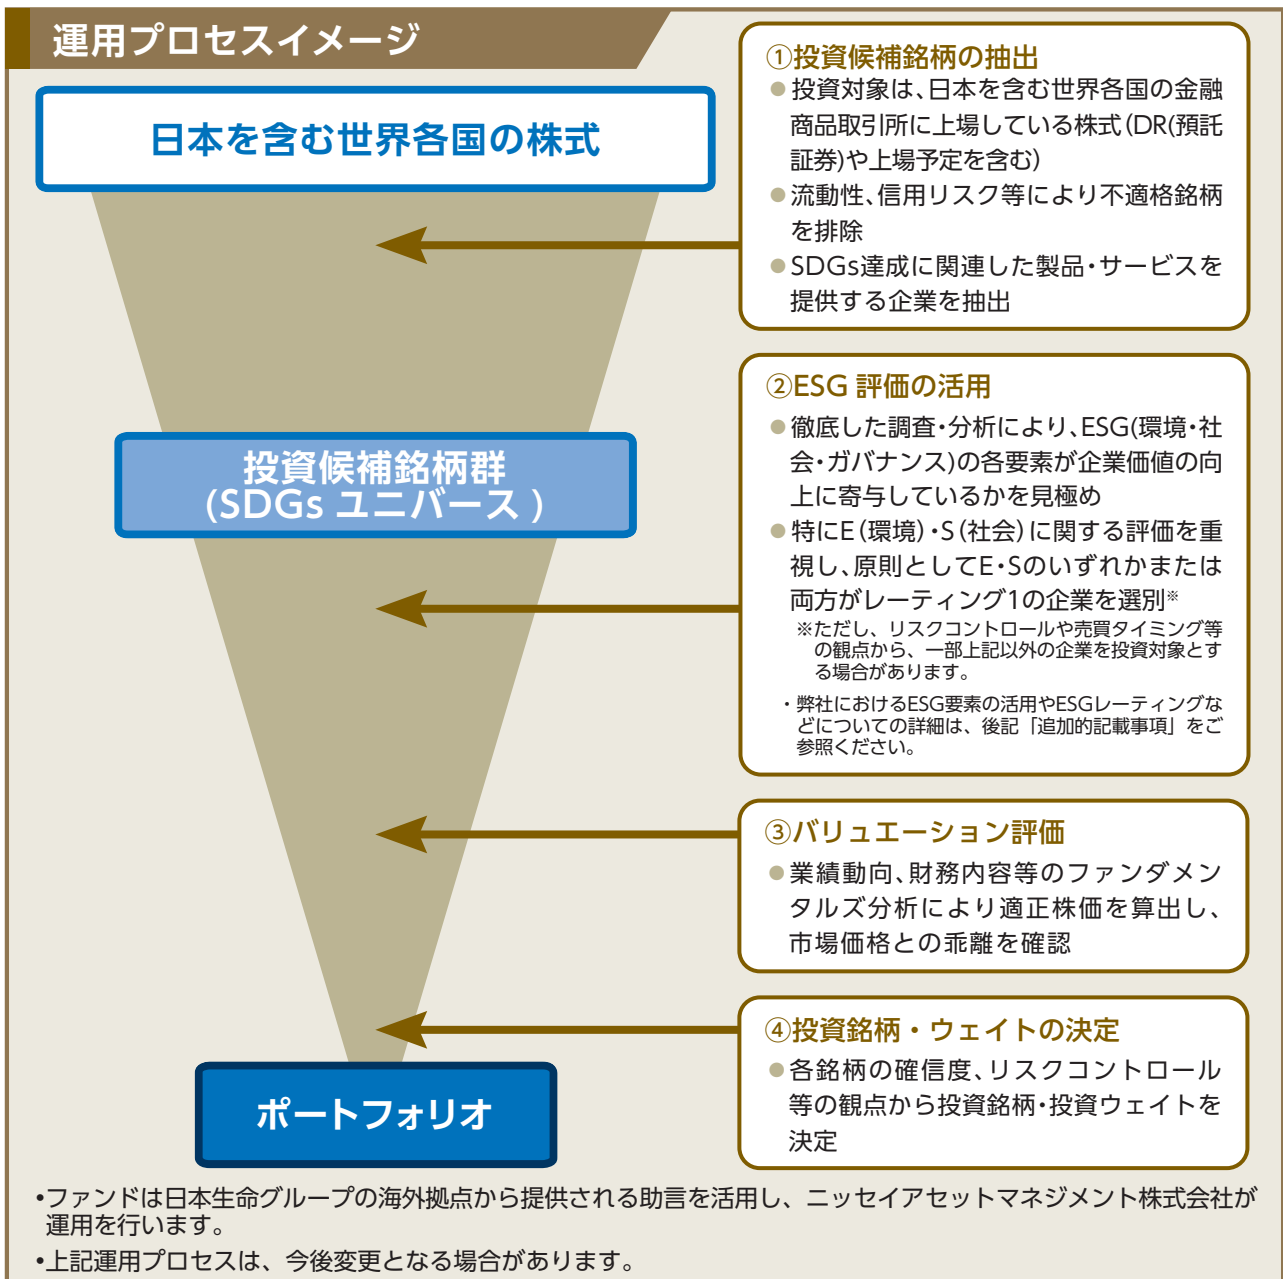 運用プロセスイメージ
日本を含む世界各国の株式
①投資候補銘柄の抽出
●投資対象は、日本を含む世界各国の金融
商品取引所に上場している株式(DR(預託
証券)や上場予定を含む)
●流動性、信用リスク等により不適格銘柄
を排除
●SDGs達成に関連した製品・サービスを
提供する企業を抽出
投資候補銘柄群
(SDGs ユニバース )
②ESG 評価の活用
●徹底した調査・分析により、ESG(環境・社
会・ガバナンス)の各要素が企業価値の向
上に寄与しているかを見極め
●特にE(環境)・S(社会)に関する評価を重
視し、原則としてE・Sのいずれかまたは
両方がレーティング1の企業を選別※
※ただし、リスクコントロールや売買タイミング等
の観点から、一部上記以外の企業を投資対象とす
る場合があります。
・弊社におけるESG要素の活用やESGレーティングな
どについての詳細は、後記「追加的記載事項」をご
参照ください。
③バリュエーション評価
●業績動向、財務内容等のファンダメン
タルズ分析により適正株価を算出し、
市場価格との乖離を確認
④投資銘柄・ウェイトの決定
●各銘柄の確信度、リスクコントロール
等の観点から投資銘柄・投資ウェイトを
決定
ポートフォリオ
•ファンドは日本生命グループの海外拠点から提供される助言を活用し、ニッセイアセットマネジメント株式会社が
運用を行います。
•上記運用プロセスは、今後変更となる場合があります。